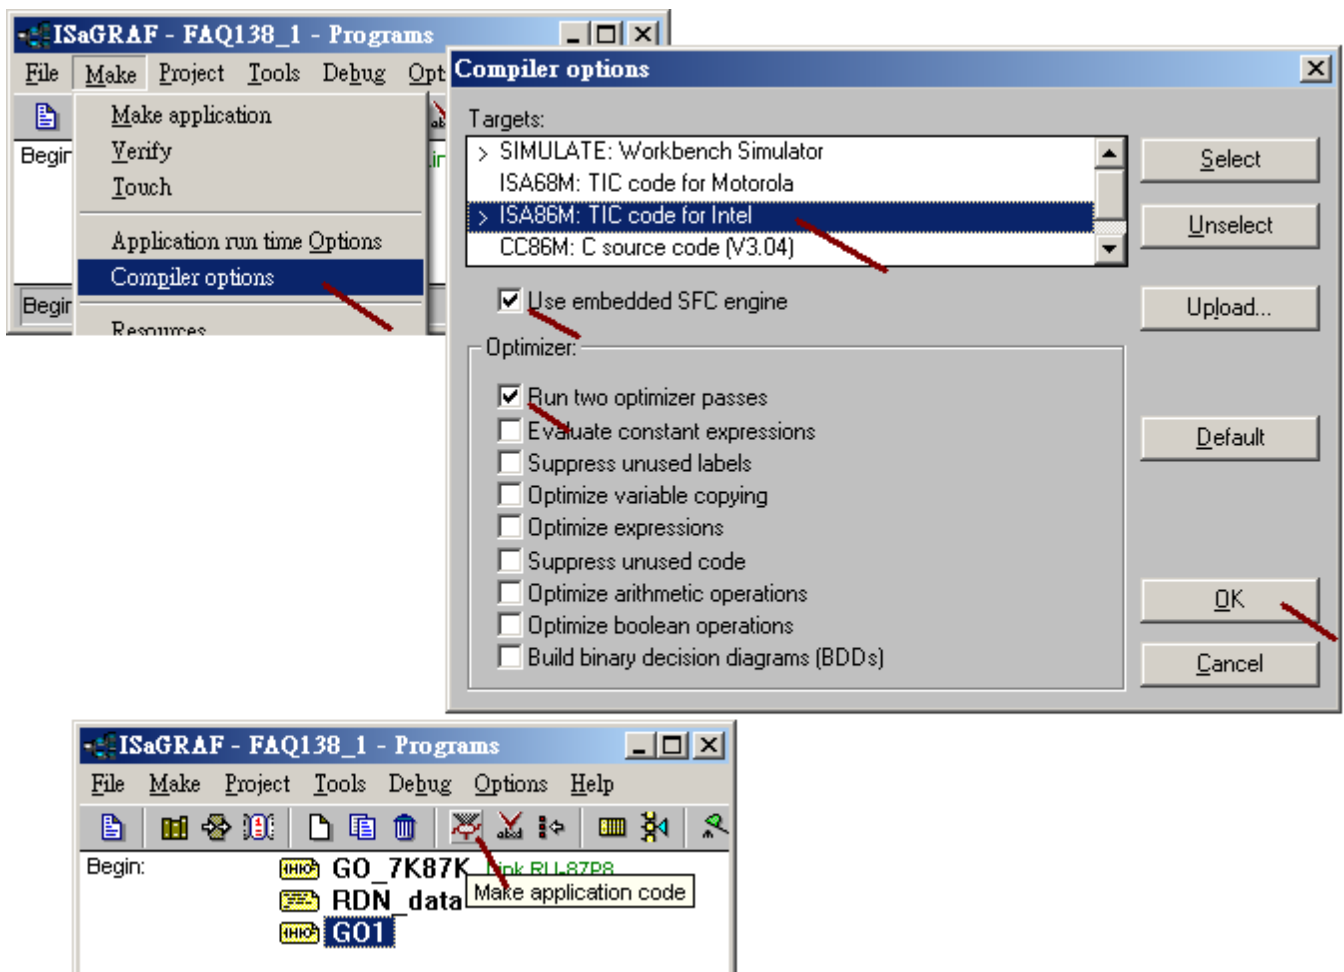 ISaGRAF - FAQ138_1 - Programs
File Make Project Tools Debug Opt
Make application
Verify
Touch
Application run time Options
Compiler options
Resources
Begin
Begin
Compiler options
Targets:
> SIMULATE: Workbench Simulator
ISA68M: TIC code for Motorola
> ISA86M: TIC code for Intel
CC86M: C source code (V3.04)
Use embedded SFC engine
Optimizer:
Run two optimizer passes
Evaluate constant expressions
Suppress unused labels
Optimize variable copying
Optimize expressions
Suppress unused code
Optimize arithmetic operations
Optimize boolean operations
Build binary decision diagrams (BDDs)
Select
Unselect
Upload...
Default
OK
Cancel
ISaGRAF - FAQ138_1 - Programs
File Make Project Tools Debug Options Help
Begin: GO_7K87K
RDN_data
Make application code
GO1